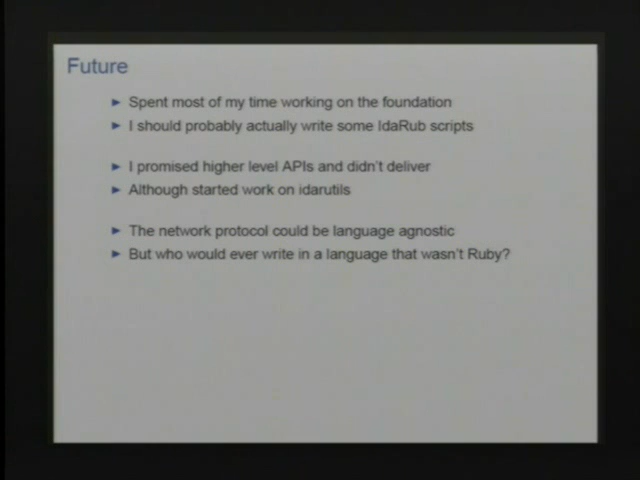 Future
Spent most of my time working on the foundation
I should probably actually write some IdaRub scripts
I promised higher level APIs and didn't deliver
Although started work on idarutils
The network protocol could be language agnostic
But who would ever write in a language that wasn't Ruby?